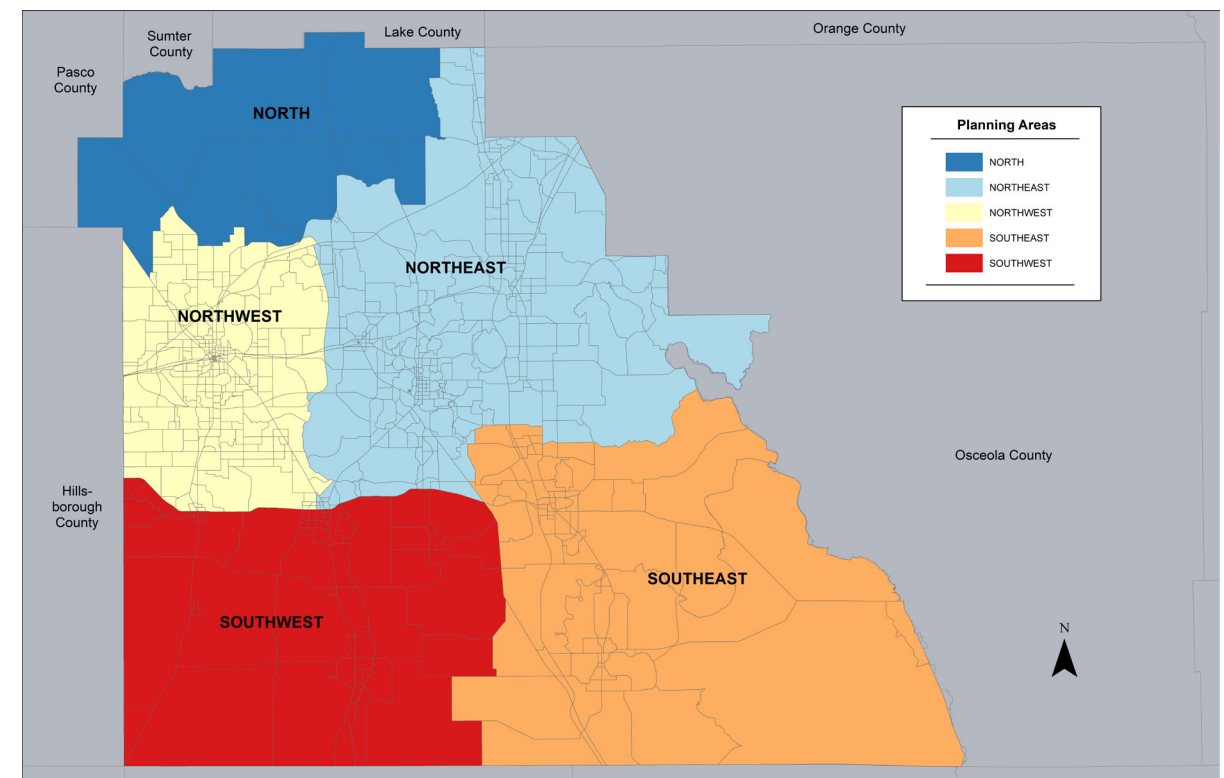 Sumter
County
Lake County
Orange County
Pasco
County
NORTH
Planning Areas
NORTH
NORTHEAST
NORTHWEST
SOUTHEAST
SOUTHWEST
NORTHEAST
NORTHWEST
Osceola County
Hills-
borough
County
SOUTHEAST
SOUTHWEST
N